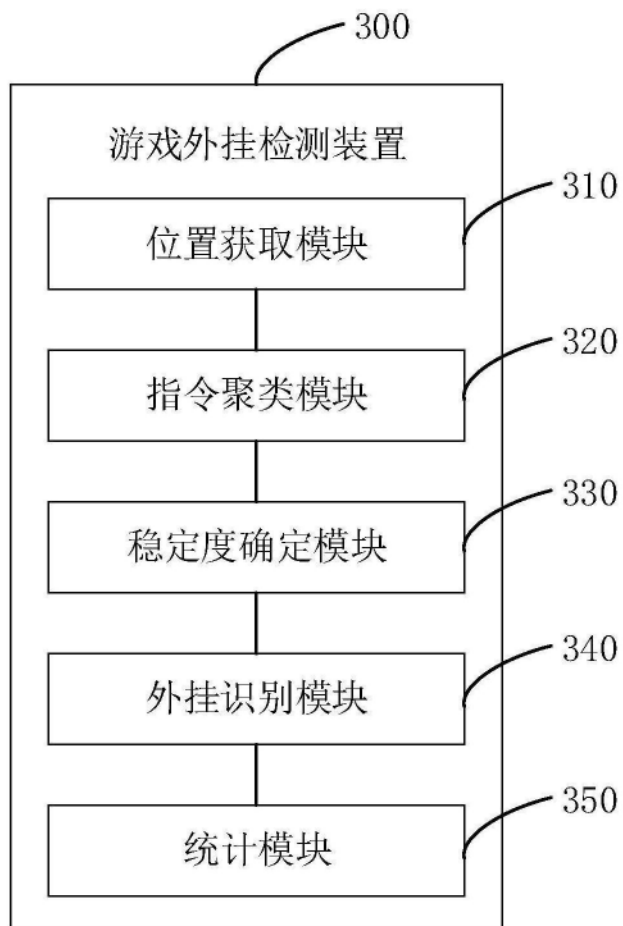 300
游戏外挂检测装置
310
位置获取模块
320
指令聚类模块
330
稳定度确定模块
340
外挂识别模块
350
统计模块